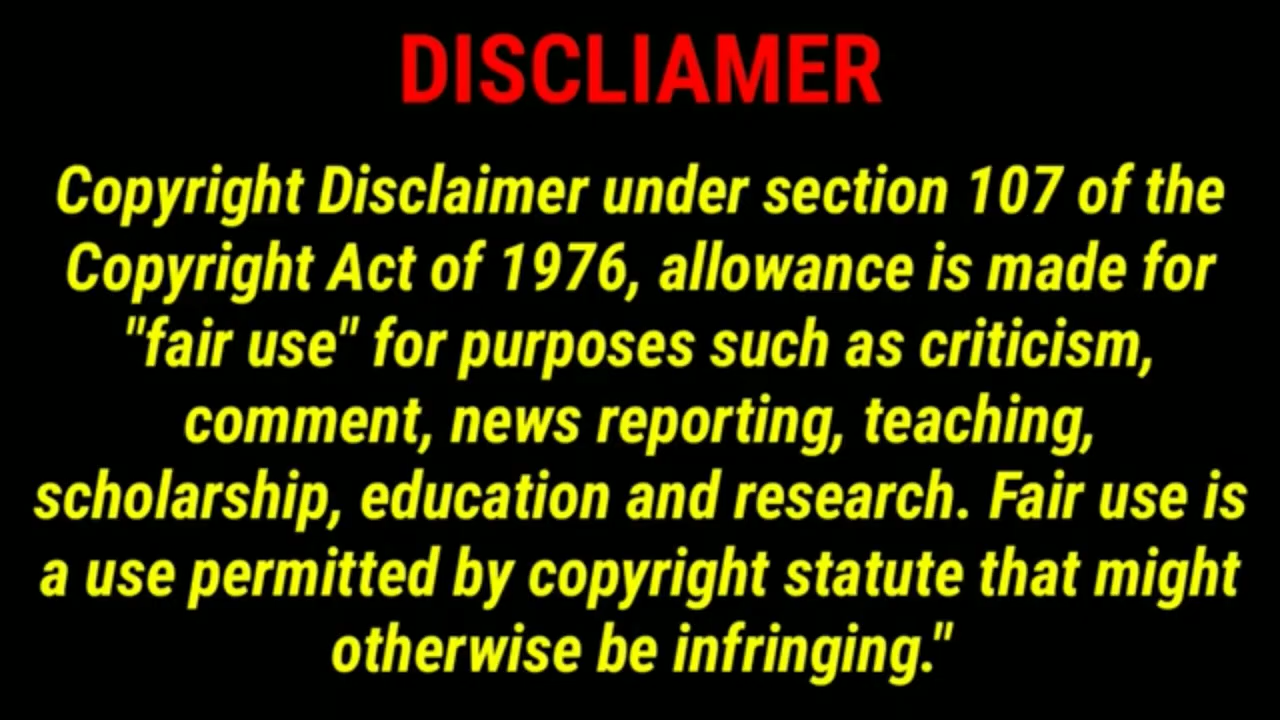 DISCLIAMER
Copyright Disclaimer under section 107 of the
Copyright Act of 1976, allowance is made for
"fair use" for purposes such as criticism,
comment, news reporting, teaching,
scholarship, education and research. Fair use is
a use permitted by copyright statute that might
otherwise be infringing."